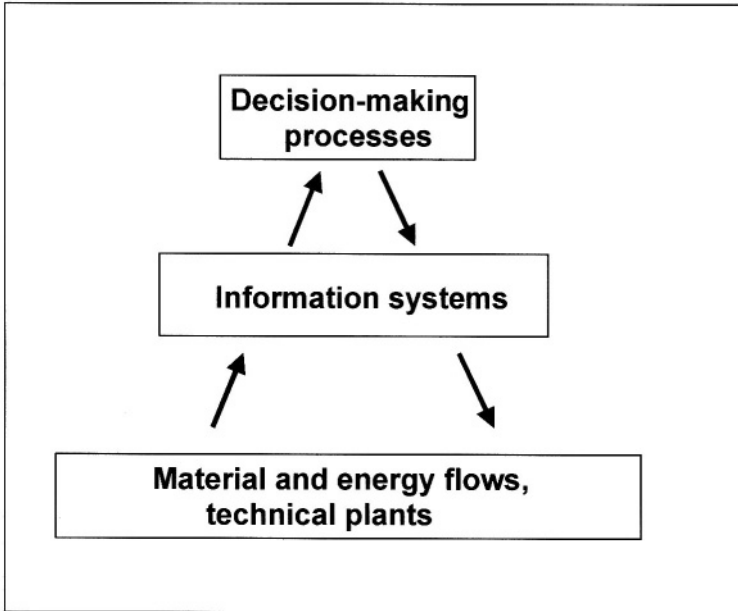 Decision-making
processes
Information systems
Material and energy flows,
technical plants